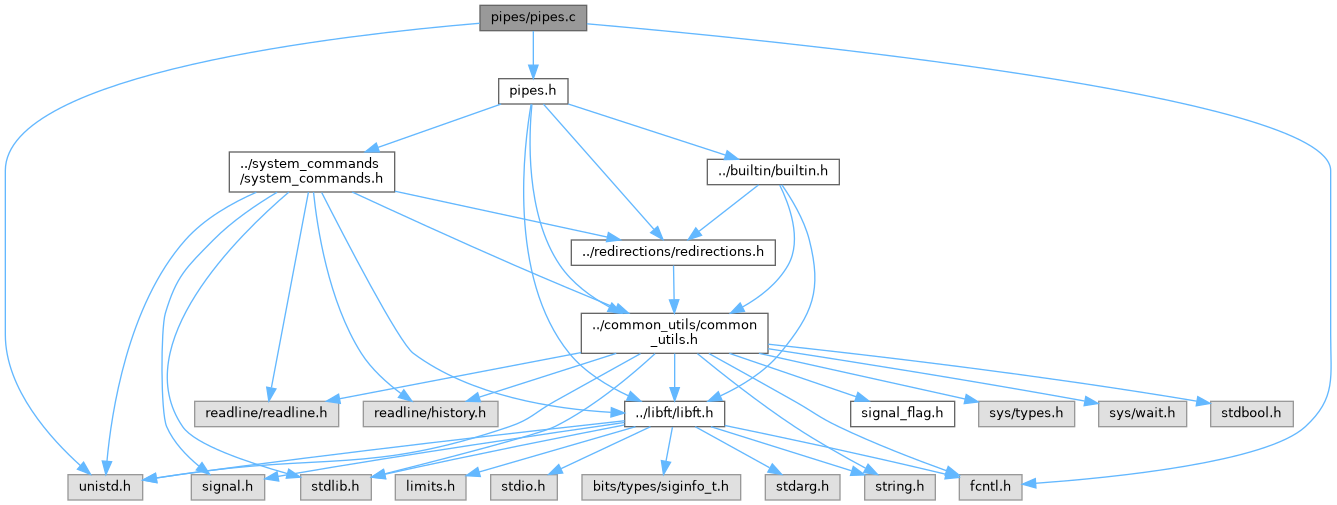 pipes/pipes.c
pipes.h
../system_commands
/system_commands.h
../builtin/builtin.h
../redirections/redirections.h
../common_utils/common
_utils.h
readline/readline.h
readline/history.h
../libft/libft.h
signal_flag.h
sys/types.h
sys/wait.h
stdbool.h
unistd.h
signal.h
stdlib.h
limits.h
stdio.h
bits/types/siginfo_t.h
stdarg.h
string.h
fcntl.h